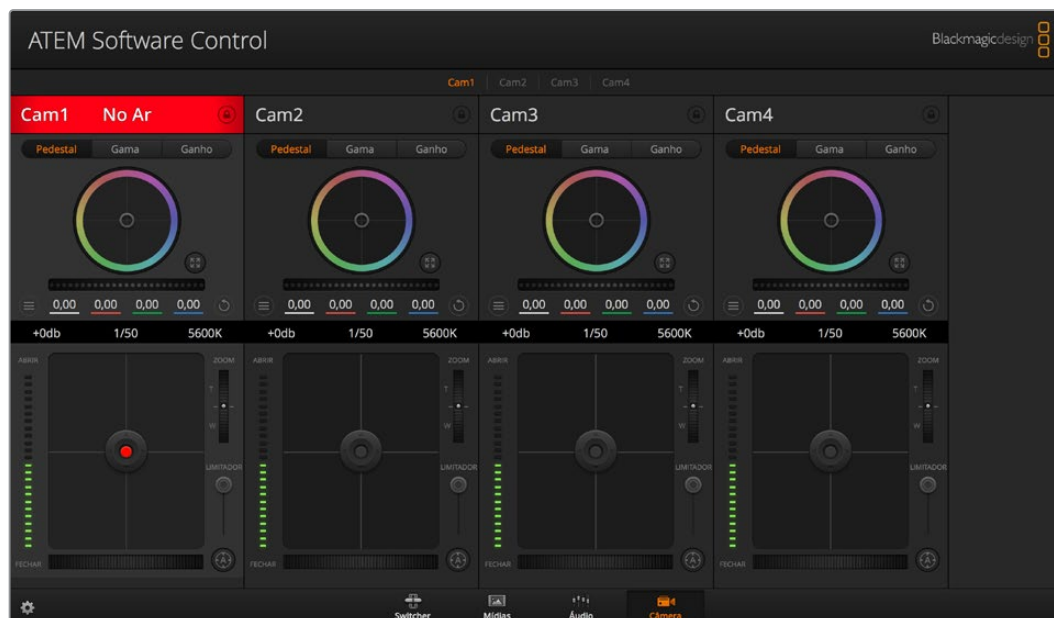 ATEM Software Control
Blackmagicdesign
Cam1 Cam2 Cam3 Cam4
Cam1 No Ar Cam2 Cam3 Cam4
Pedestal Gama Ganho Pedestal Gama Ganho Pedestal Gama Ganho Pedestal Gama Ganho
0,00 0,00 0,00 0,00 0,00 0,00 0,00 0,00 0,00 0,00 0,00 0,00 0,00 0,00 0,00 0,00
+0db 1/50 5600K +0db 1/50 5600K +0db 1/50 5600K +0db 1/50 5600K
ABRIR ZOOM ABRIR ZOOM ABRIR ZOOM ABRIR ZOOM
T T T T
W W W W
LIMITADOR LIMITADOR LIMITADOR LIMITADOR
FECHAR A FECHAR A FECHAR A FECHAR A
Switcher Mídias Áudio Câmera